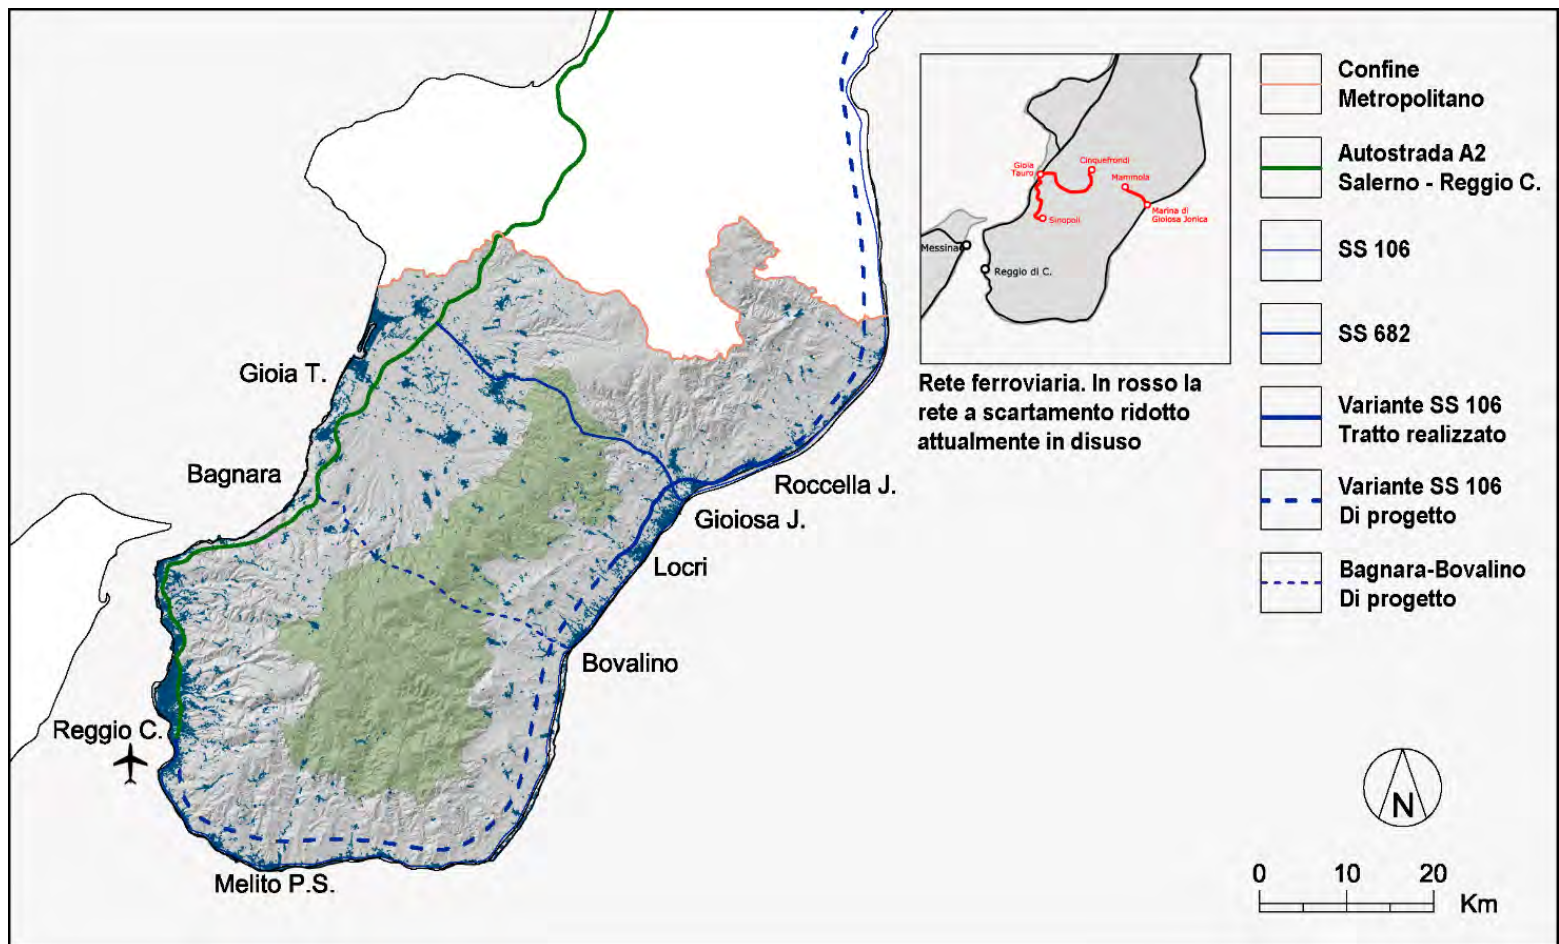 Gioia T.
Bagnara
Roccella J.
Gioiosa J.
Locri
Bovalino
Reggio C.
Melito P.S.
Gioia
Tauro
Cinquefrondi
Mammola
Sinopoli
Marina di
Gioiosa Jonica
Messina
Reggio di C.
Rete ferroviaria. In rosso la
rete a scartamento ridotto
attualmente in disuso
Confine
Metropolitano
Autostrada A2
Salerno - Reggio C.
SS 106
SS 682
Variante SS 106
Tratto realizzato
Variante SS 106
Di progetto
Bagnara-Bovalino
Di progetto
N
0 10 20
Km